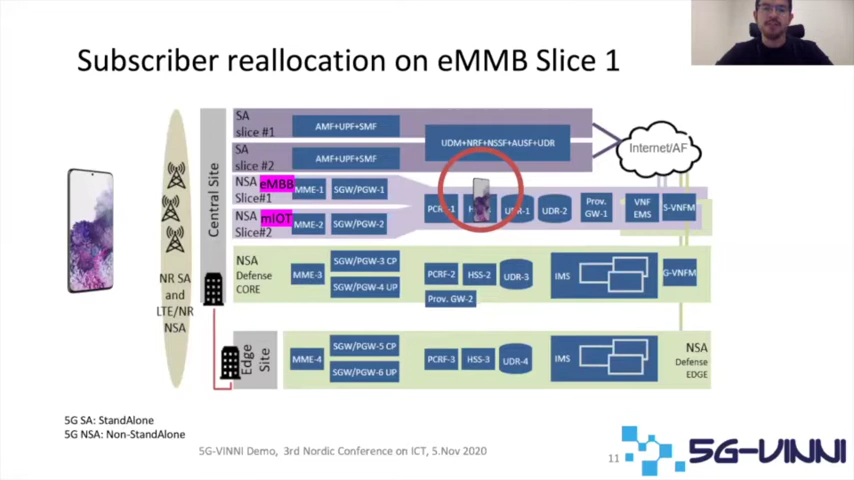 Subscriber reallocation on eMMB Slice 1
SA
slice #1
AMF+UPF+SMF
SA
slice #2
AMF+UPF+SMF
UDM+NRF+NSSF+AUSF+UDR
Internet/AF
NSA eMBB
Slice#1
MME-1
SGW/PGW-1
NSA mIOT
Slice#2
MME-2
SGW/PGW-2
PCRF-1
UDR-1
UDR-2
Prov.
GW-1
VNF
EMS
S-VNFM
Central Site
NSA
Defense
CORE
MME-3
SGW/PGW-3 CP
SGW/PGW-4 UP
PCRF-2
HSS-2
UDR-3
Prov. GW-2
IMS
G-VNFM
NR SA
and
LTE/NR
NSA
Edge
Site
MME-4
SGW/PGW-5 CP
SGW/PGW-6 UP
PCRF-3
HSS-3
UDR-4
IMS
NSA
Defense
EDGE
5G SA: StandAlone
5G NSA: Non-StandAlone
5G-VINNI Demo, 3rd Nordic Conference on ICT, 5.Nov 2020
11
5G-VINNI